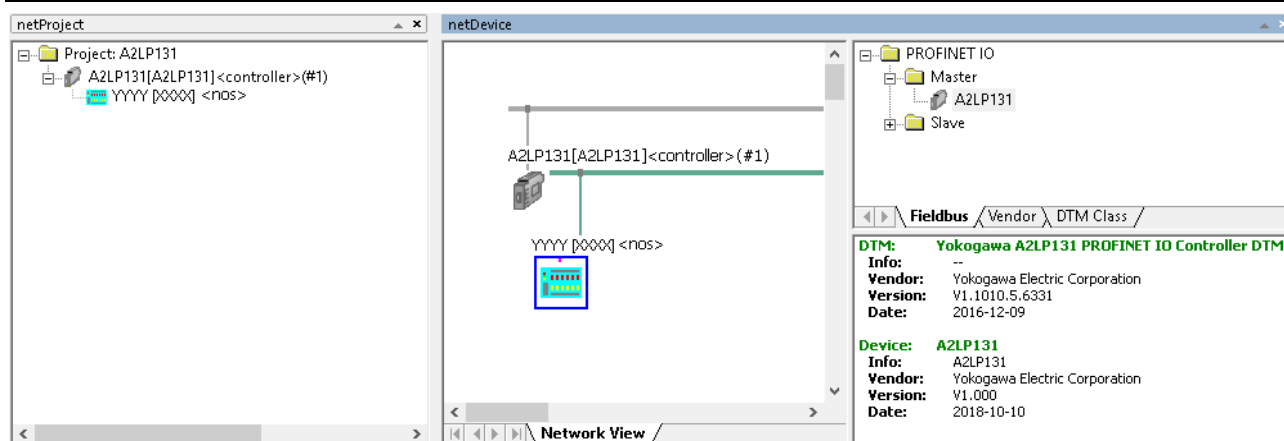 netProject
Project: A2LP131
A2LP131[A2LP131]<controller>(#1)
YYYY [XXXX] <nos>
netDevice
A2LP131[A2LP131]<controller>(#1)
YYYY [XXXX] <nos>
Network View
PROFINET IO
Master
A2LP131
Slave
Fieldbus Vendor DTM Class
DTM: Yokogawa A2LP131 PROFINET IO Controller DTM
Info: --
Vendor: Yokogawa Electric Corporation
Version: V1.1010.5.6331
Date: 2016-12-09
Device: A2LP131
Info: A2LP131
Vendor: Yokogawa Electric Corporation
Version: V1.000
Date: 2018-10-10